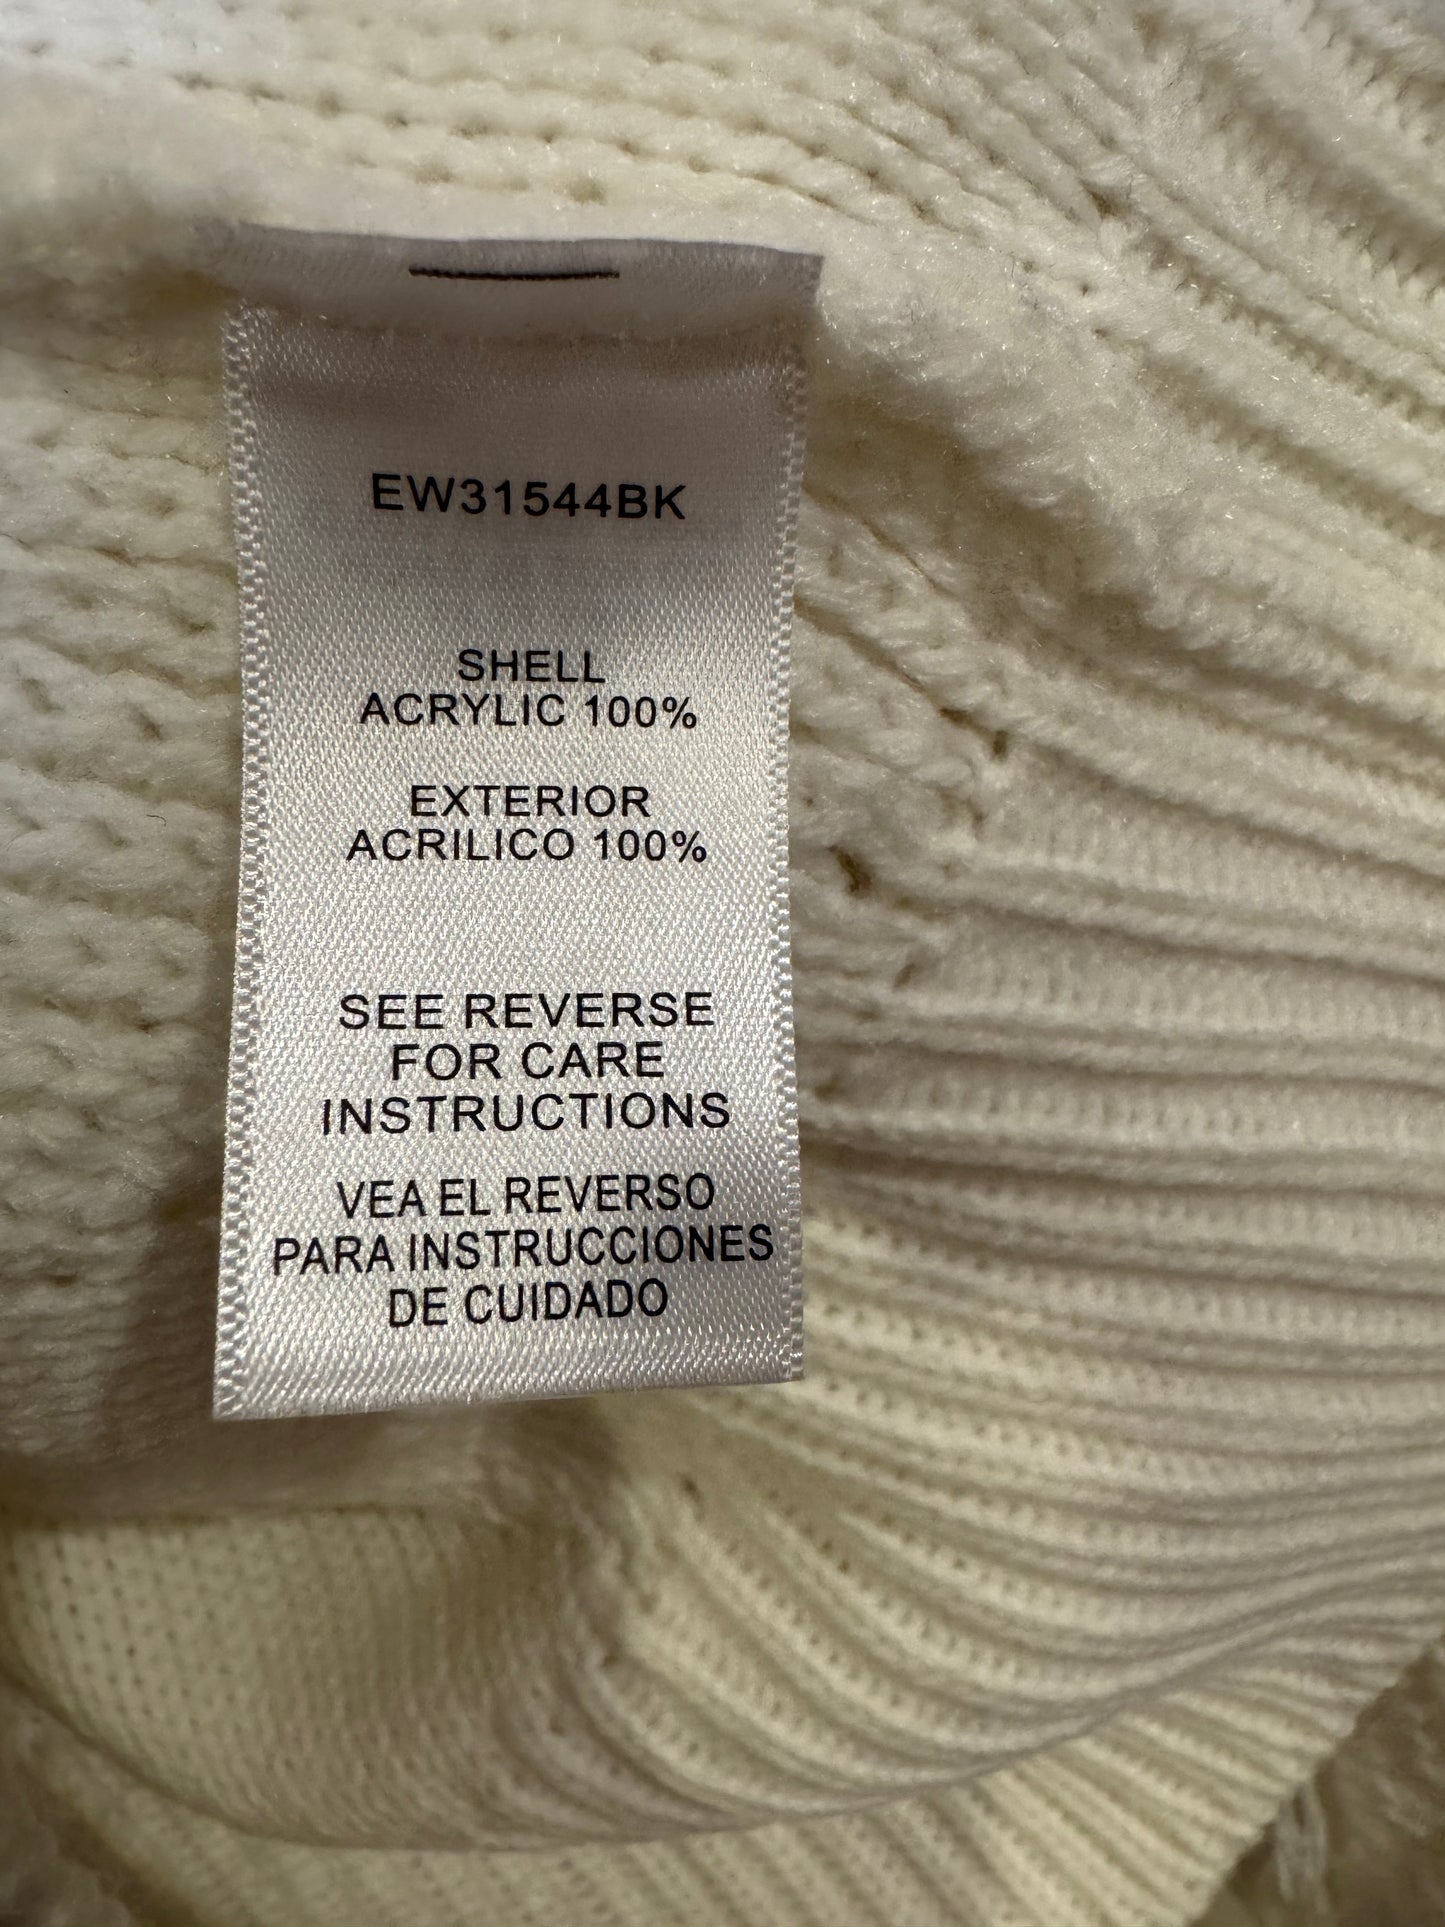 EW31544BK
SHELL
ACRYLIC 100%
EXTERIOR
ACRILICO 100%
SEE REVERSE
FOR CARE
INSTRUCTIONS
VEA EL REVERSO
PARA INSTRUCCIONES
DE CUIDADO